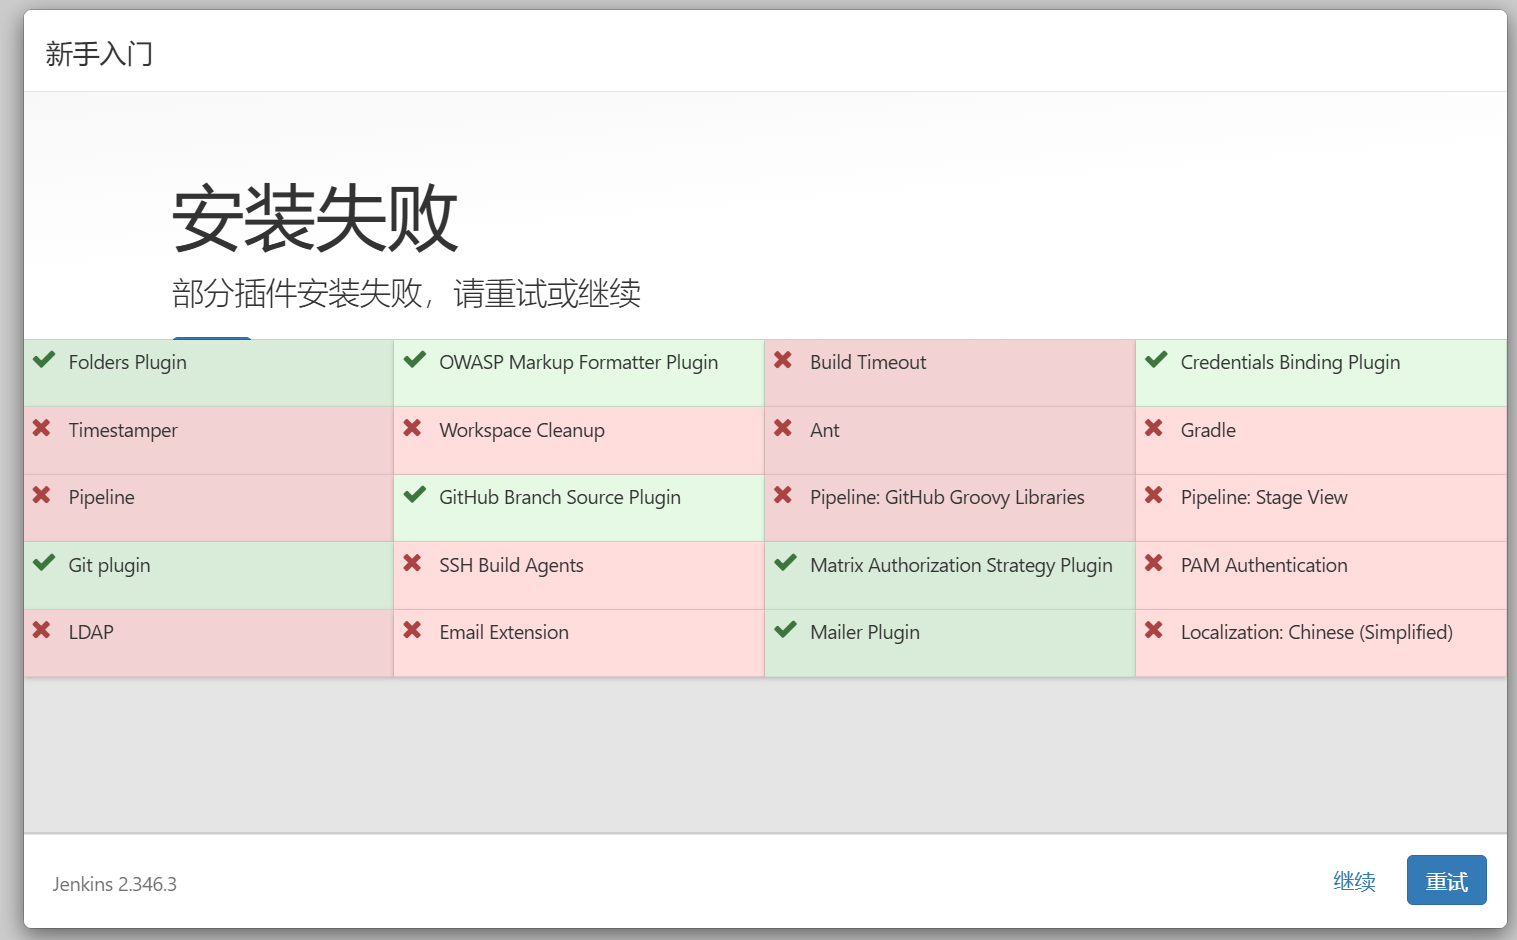 新手入门
安装失败
部分插件安装失败，请重试或继续
Folders Plugin
OWASP Markup Formatter Plugin
Build Timeout
Credentials Binding Plugin
Timestamper
Workspace Cleanup
Ant
Gradle
Pipeline
GitHub Branch Source Plugin
Pipeline: GitHub Groovy Libraries
Pipeline: Stage View
Git plugin
SSH Build Agents
Matrix Authorization Strategy Plugin
PAM Authentication
LDAP
Email Extension
Mailer Plugin
Localization: Chinese (Simplified)
Jenkins 2.346.3
继续
重试